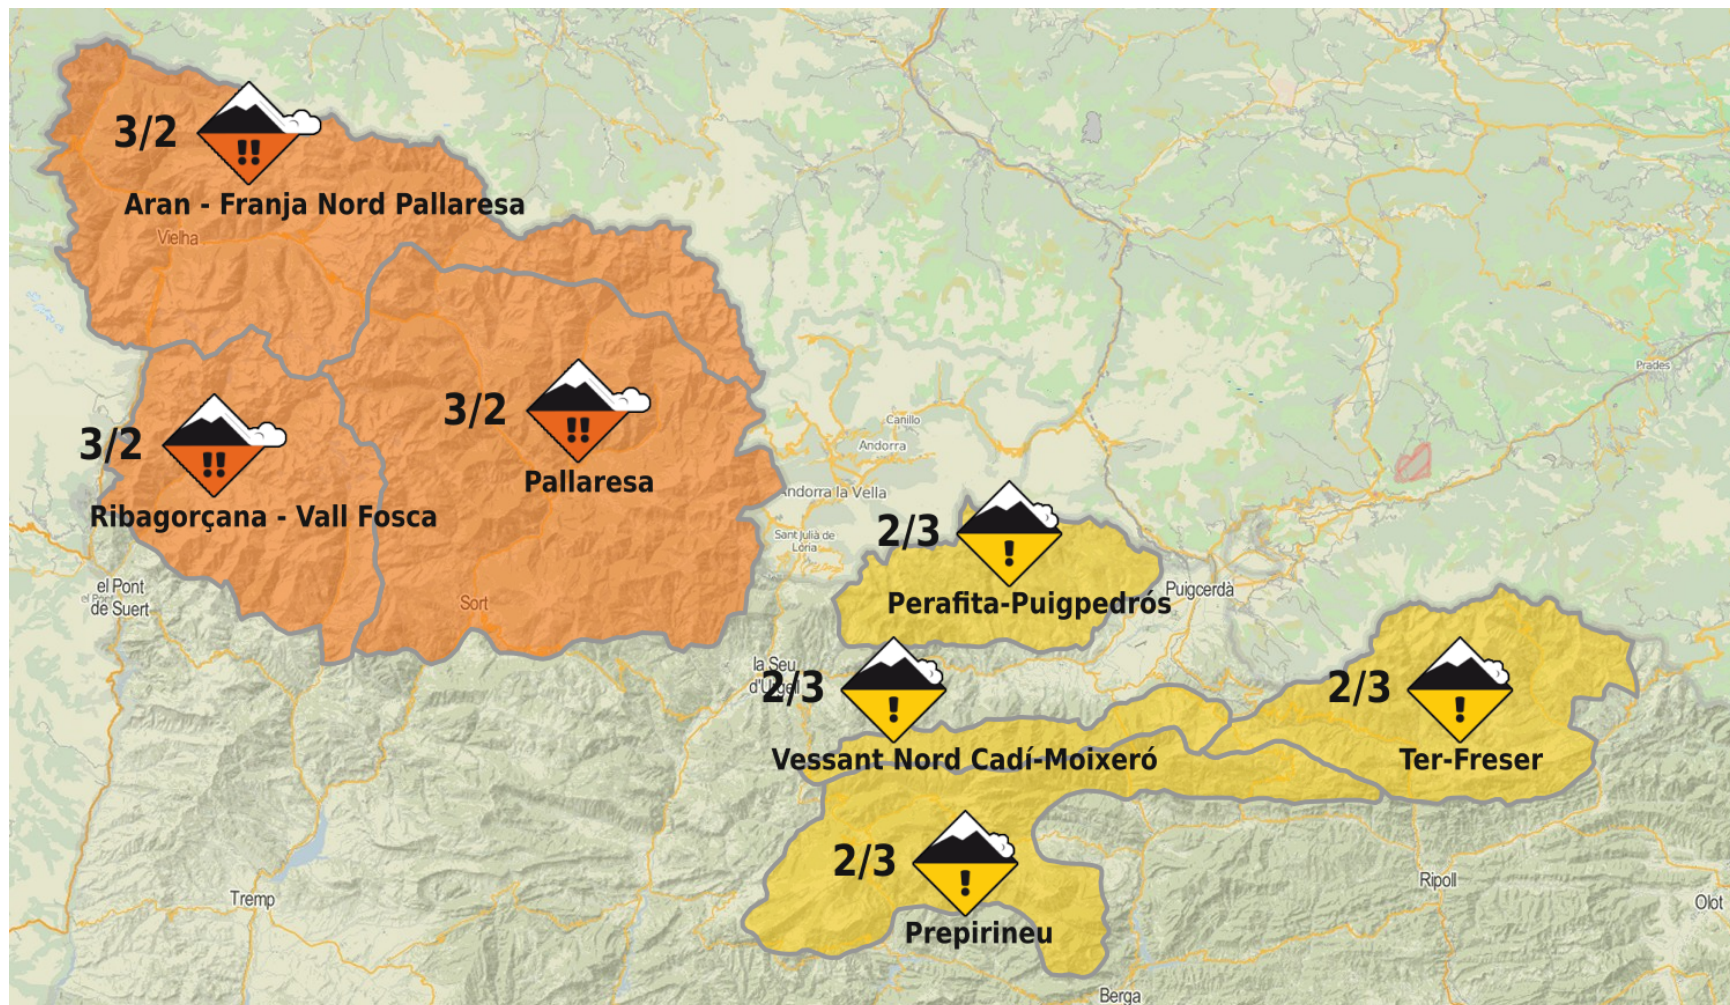 3/2
!!
Aran - Franja Nord Pallaresa
Vielha
3/2
!!
Pallaresa
3/2
!!
Ribagorçana - Vall Fosca
Prades
Canillo
Andorra
Andorra la Vella
Sant Julià de
Lòria
2/3
!
Perafita-Puigpedrós
Puigcerdà
el Pont
de Suert
Sort
la Seu
d'Urgell
2/3
!
Vessant Nord Cadí-Moixeró
2/3
!
Ter-Freser
2/3
!
Prepirineu
Tremp
Ripoll
Olot
Berga